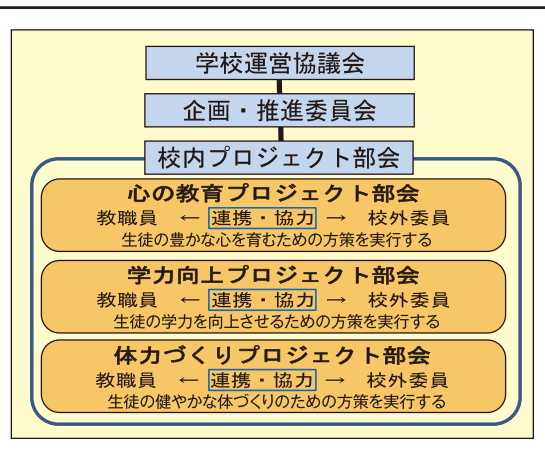 学校運営協議会
企画・推進委員会
校内プロジェクト部会
心の教育プロジェクト部会
教職員 ← 連携・協力 → 校外委員
生徒の豊かな心を育むための方策を実行する
学力向上プロジェクト部会
教職員 ← 連携・協力 → 校外委員
生徒の学力を向上させるための方策を実行する
体力づくりプロジェクト部会
教職員 ← 連携・協力 → 校外委員
生徒の健やかな体づくりのための方策を実行する